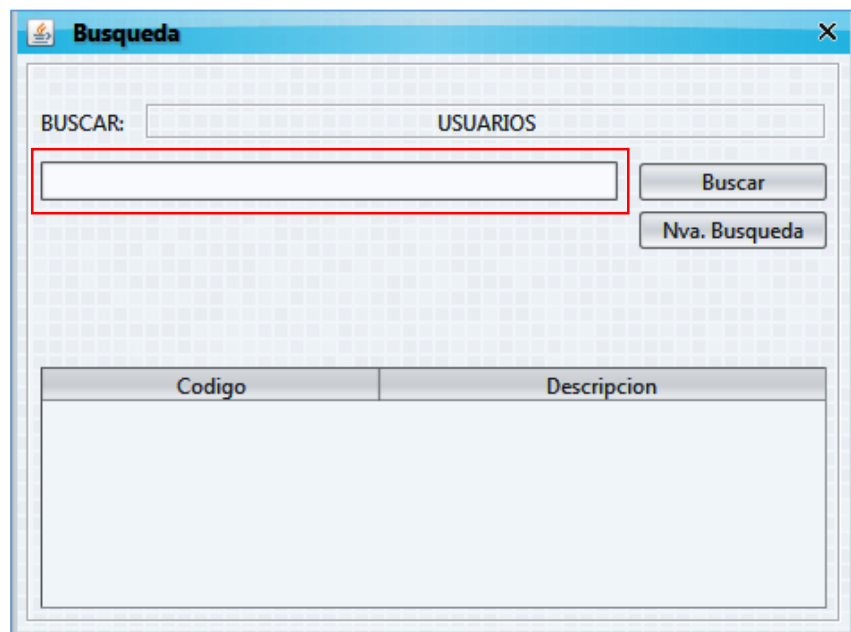 Busqueda
BUSCAR: USUARIOS
Buscar
Nva. Busqueda
Codigo Descripcion